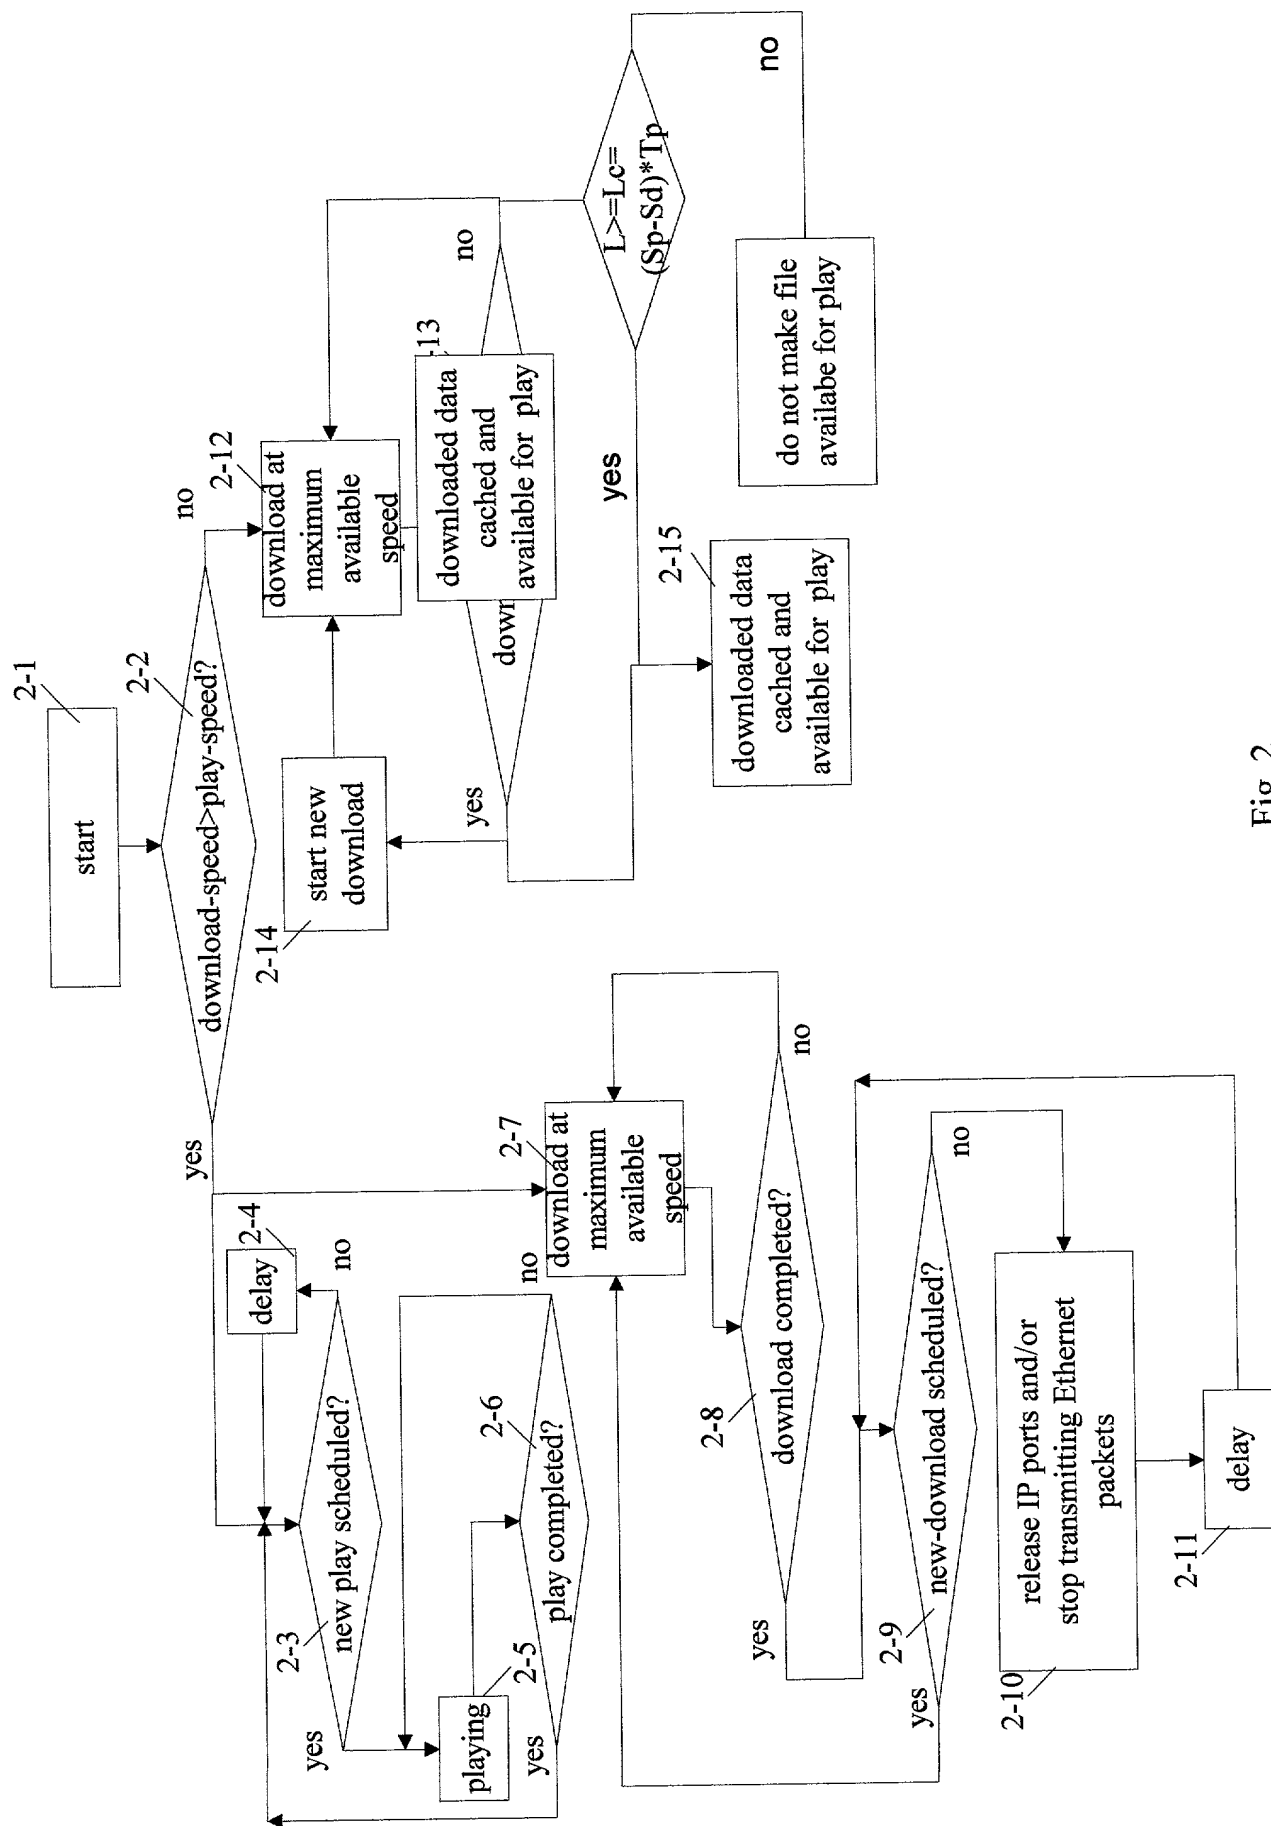 2-1
start
2-2
download-speed>play-speed?
yes
no
2-4
delay
2-3
new play scheduled?
no
yes
2-5
playing
2-6
play completed?
no
yes
2-7
download at
maximum
available
speed
2-8
download completed?
no
yes
2-9
new-download scheduled?
no
yes
2-10
release IP ports and/or
stop transmitting Ethernet
packets
2-11
delay
2-12
download at
maximum
available
speed
2-14
start new
download
-13
downloaded data
cached and
available for play
down
no
yes
L>=Lc=
(Sp-Sd)*Tp
no
yes
2-15
downloaded data
cached and
available for play
do not make file
availabe for play
Fig. 2